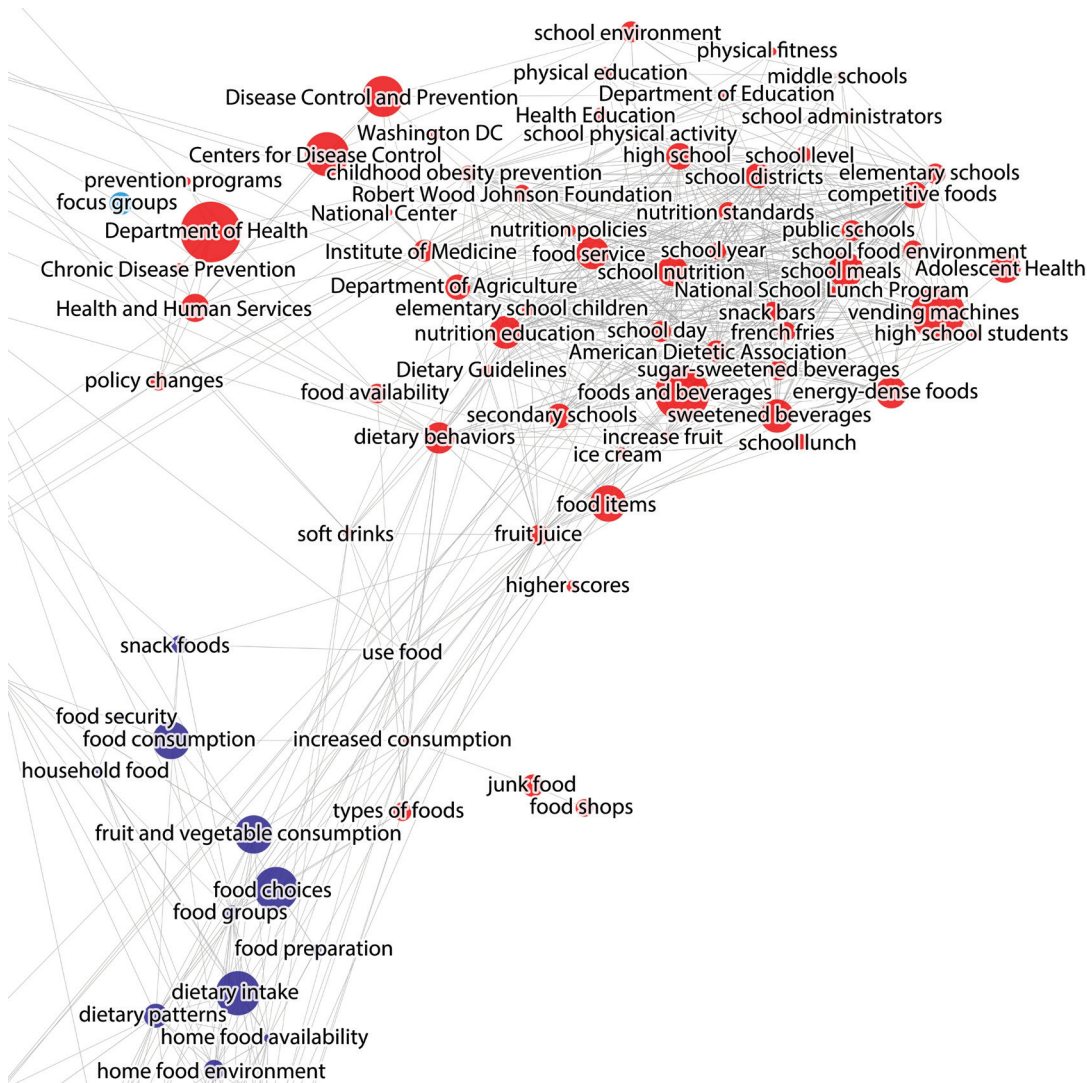 school environment
physical fitness
physical education
middle schools
Disease Control and Prevention
Department of Education
Health Education
school administrators
Washington DC
school physical activity
Centers for Disease Control
high school
school level
childhood obesity prevention
school districts
elementary schools
prevention programs
Robert Wood Johnson Foundation
competitive foods
focus groups
National Center
nutrition standards
Department of Health
nutrition policies
public schools
Institute of Medicine
food service
school year
school food environment
Chronic Disease Prevention
school nutrition
school meals
Adolescent Health
Department of Agriculture
National School Lunch Program
Health and Human Services
elementary school children
snack bars
vending machines
nutrition education
school day
french fries
high school students
American Dietetic Association
Dietary Guidelines
sugar-sweetened beverages
policy changes
food availability
foods and beverages
energy-dense foods
secondary schools
sweetened beverages
dietary behaviors
increase fruit
school lunch
ice cream
food items
soft drinks
fruit juice
higher scores
snack foods
use food
food security
food consumption
increased consumption
household food
junk food
food shops
types of foods
fruit and vegetable consumption
food choices
food groups
food preparation
dietary intake
dietary patterns
home food availability
home food environment